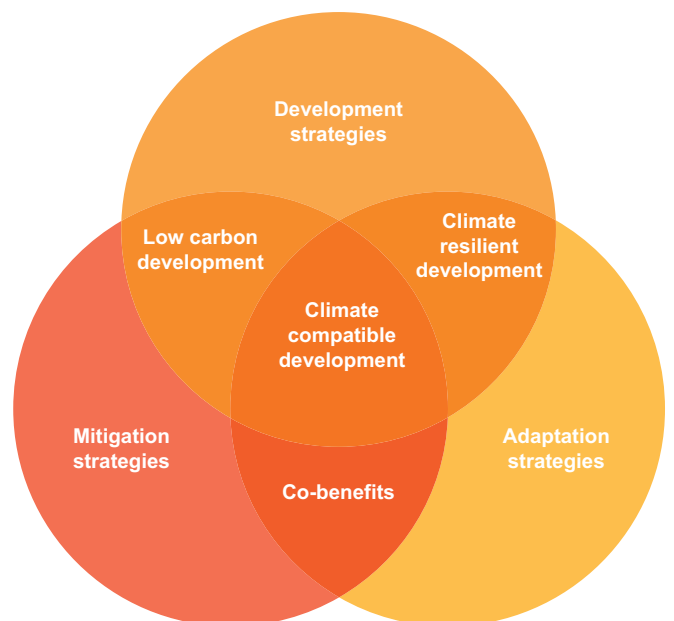 Development
strategies
Low carbon
development
Climate
resilient
development
Climate
compatible
development
Mitigation
strategies
Adaptation
strategies
Co-benefits